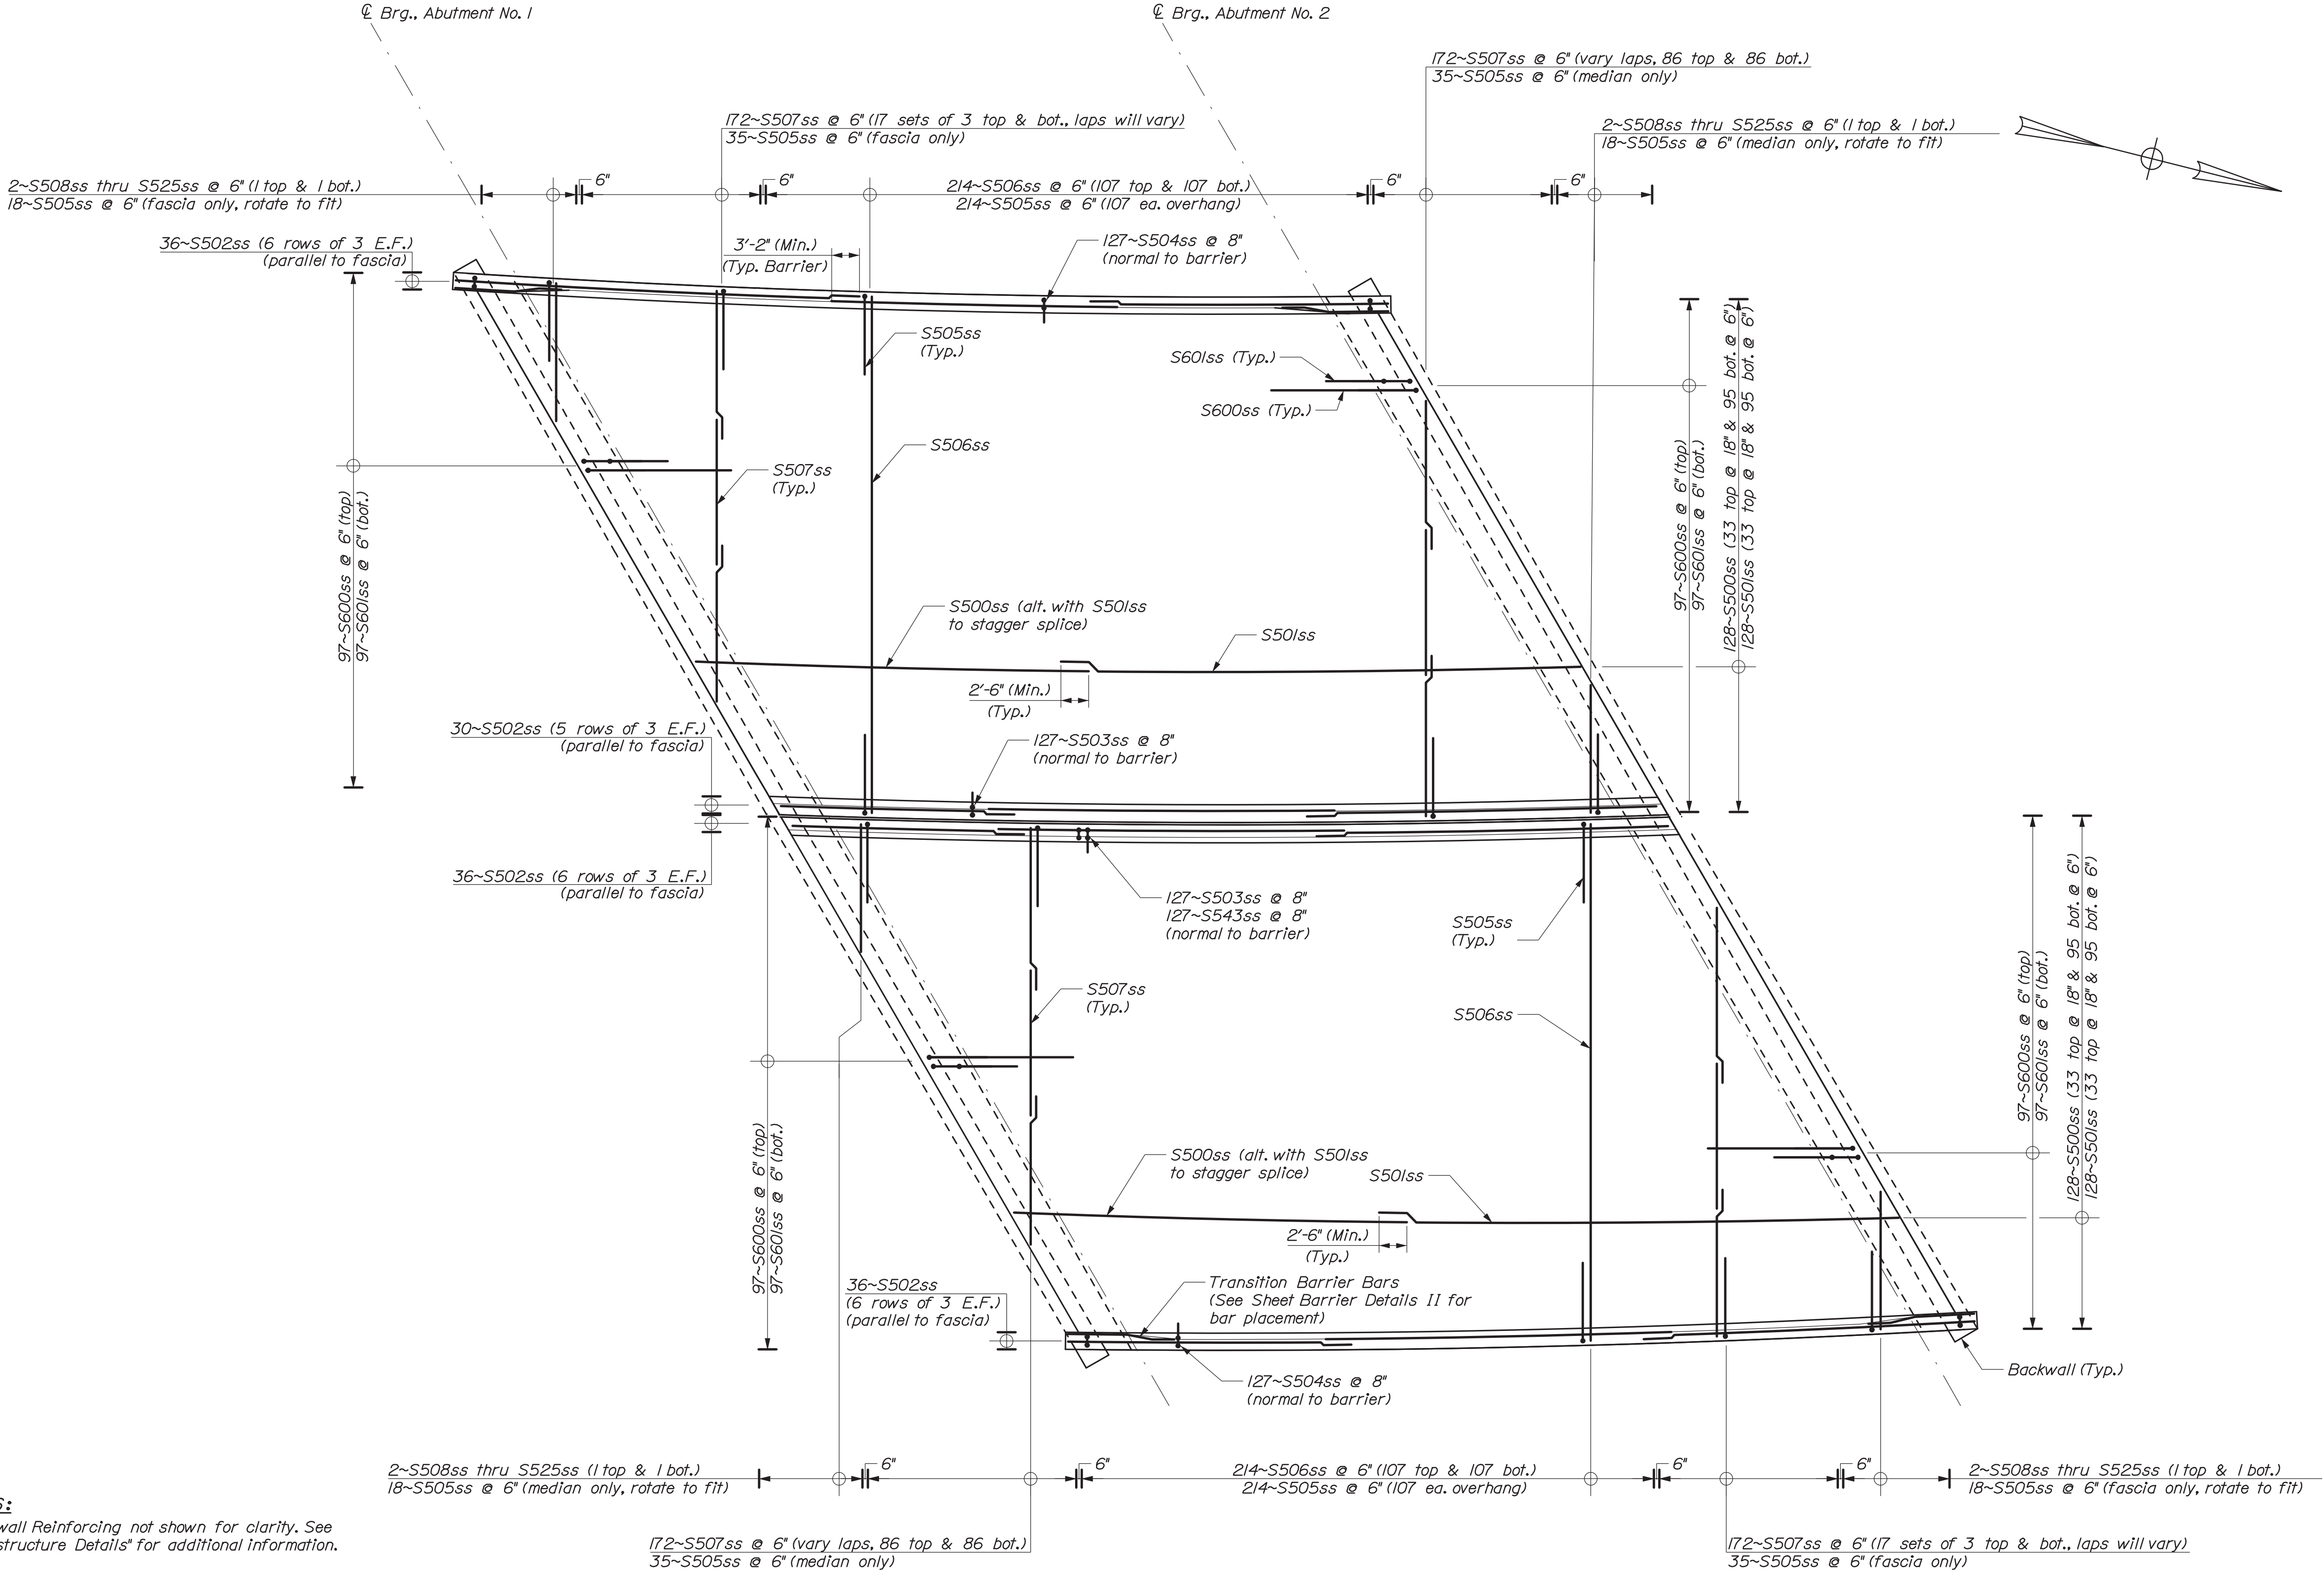 ℄ Brg., Abutment No. 1
℄ Brg., Abutment No. 2
172~S507ss @ 6" (vary laps, 86 top & 86 bot.)
35~S505ss @ 6" (median only)
172~S507ss @ 6" (17 sets of 3 top & bot., laps will vary)
35~S505ss @ 6" (fascia only)
2~S508ss thru S525ss @ 6" (1 top & 1 bot.)
18~S505ss @ 6" (median only, rotate to fit)
2~S508ss thru S525ss @ 6" (1 top & 1 bot.)
18~S505ss @ 6" (fascia only, rotate to fit)
6"
6"
214~S506ss @ 6" (107 top & 107 bot.)
214~S505ss @ 6" (107 ea. overhang)
6"
6"
36~S502ss (6 rows of 3 E.F.)
(parallel to fascia)
3'-2" (Min.)
(Typ. Barrier)
127~S504ss @ 8"
(normal to barrier)
S505ss
(Typ.)
S601ss (Typ.)
S600ss (Typ.)
S506ss
S507ss
(Typ.)
97~S600ss @ 6" (top)
97~S601ss @ 6" (bot.)
97~S600ss @ 6" (top)
97~S601ss @ 6" (bot.)
128~S500ss (33 top @ 18" & 95 bot. @ 6")
128~S501ss (33 top @ 18" & 95 bot. @ 6")
S500ss (alt. with S501ss
to stagger splice)
S501ss
2'-6" (Min.)
(Typ.)
30~S502ss (5 rows of 3 E.F.)
(parallel to fascia)
127~S503ss @ 8"
(normal to barrier)
36~S502ss (6 rows of 3 E.F.)
(parallel to fascia)
127~S503ss @ 8"
127~S543ss @ 8"
(normal to barrier)
S505ss
(Typ.)
S507ss
(Typ.)
S506ss
97~S600ss @ 6" (top)
97~S601ss @ 6" (bot.)
128~S500ss (33 top @ 18" & 95 bot. @ 6")
128~S501ss (33 top @ 18" & 95 bot. @ 6")
97~S600ss @ 6" (top)
97~S601ss @ 6" (bot.)
S500ss (alt. with S501ss
to stagger splice)
S501ss
2'-6" (Min.)
(Typ.)
36~S502ss
(6 rows of 3 E.F.)
(parallel to fascia)
Transition Barrier Bars
(See Sheet Barrier Details II for
bar placement)
Backwall (Typ.)
127~S504ss @ 8"
(normal to barrier)
2~S508ss thru S525ss (1 top & 1 bot.)
18~S505ss @ 6" (median only, rotate to fit)
6"
6"
214~S506ss @ 6" (107 top & 107 bot.)
214~S505ss @ 6" (107 ea. overhang)
6"
6"
2~S508ss thru S525ss (1 top & 1 bot.)
18~S505ss @ 6" (fascia only, rotate to fit)
wall Reinforcing not shown for clarity. See
structure Details" for additional information.
172~S507ss @ 6" (vary laps, 86 top & 86 bot.)
35~S505ss @ 6" (median only)
172~S507ss @ 6" (17 sets of 3 top & bot., laps will vary)
35~S505ss @ 6" (fascia only)